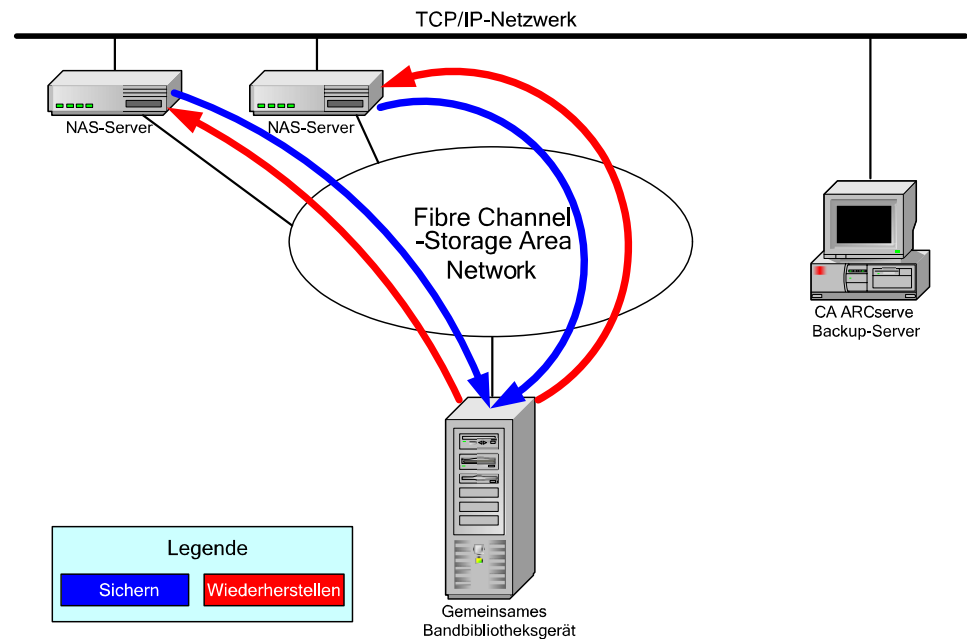 TCP/IP-Netzwerk
NAS-Server
NAS-Server
Fibre Channel
-Storage Area
Network
CA ARCserve
Backup-Server
Legende
Sichern
Wiederherstellen
Gemeinsames
Bandbibliotheksgerät